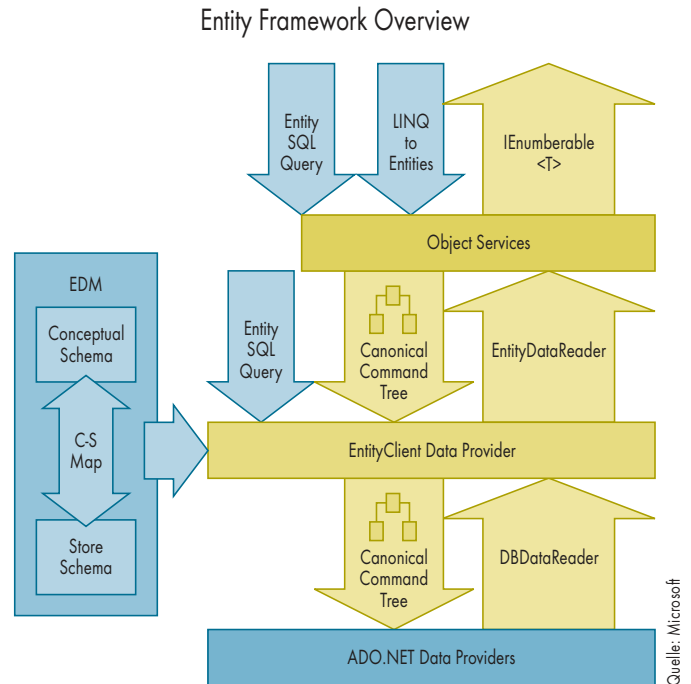 Entity Framework Overview
Entity
SQL
Query
LINQ
to
Entities
IEnumberable
<T>
Object Services
EDM
Conceptual
Schema
C-S
Map
Store
Schema
Entity
SQL
Query
Canonical
Command
Tree
EntityDataReader
EntityClient Data Provider
Canonical
Command
Tree
DBDataReader
ADO.NET Data Providers
Quelle: Microsoft